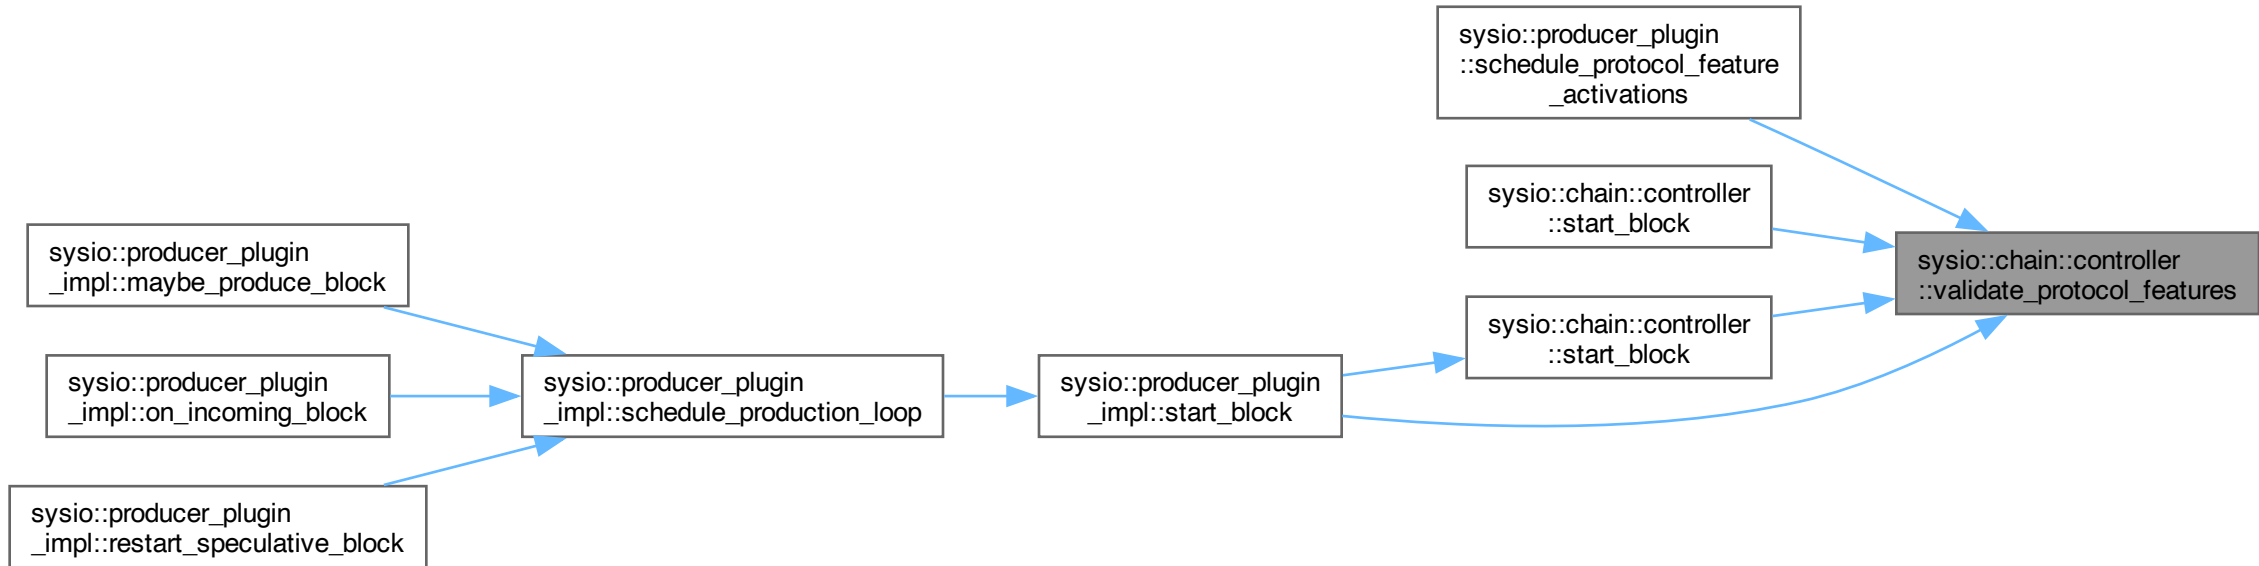 sysio::producer_plugin
::schedule_protocol_feature
_activations
sysio::chain::controller
::start_block
sysio::producer_plugin
_impl::maybe_produce_block
sysio::chain::controller
::validate_protocol_features
sysio::chain::controller
::start_block
sysio::producer_plugin
_impl::on_incoming_block
sysio::producer_plugin
_impl::schedule_production_loop
sysio::producer_plugin
_impl::start_block
sysio::producer_plugin
_impl::restart_speculative_block